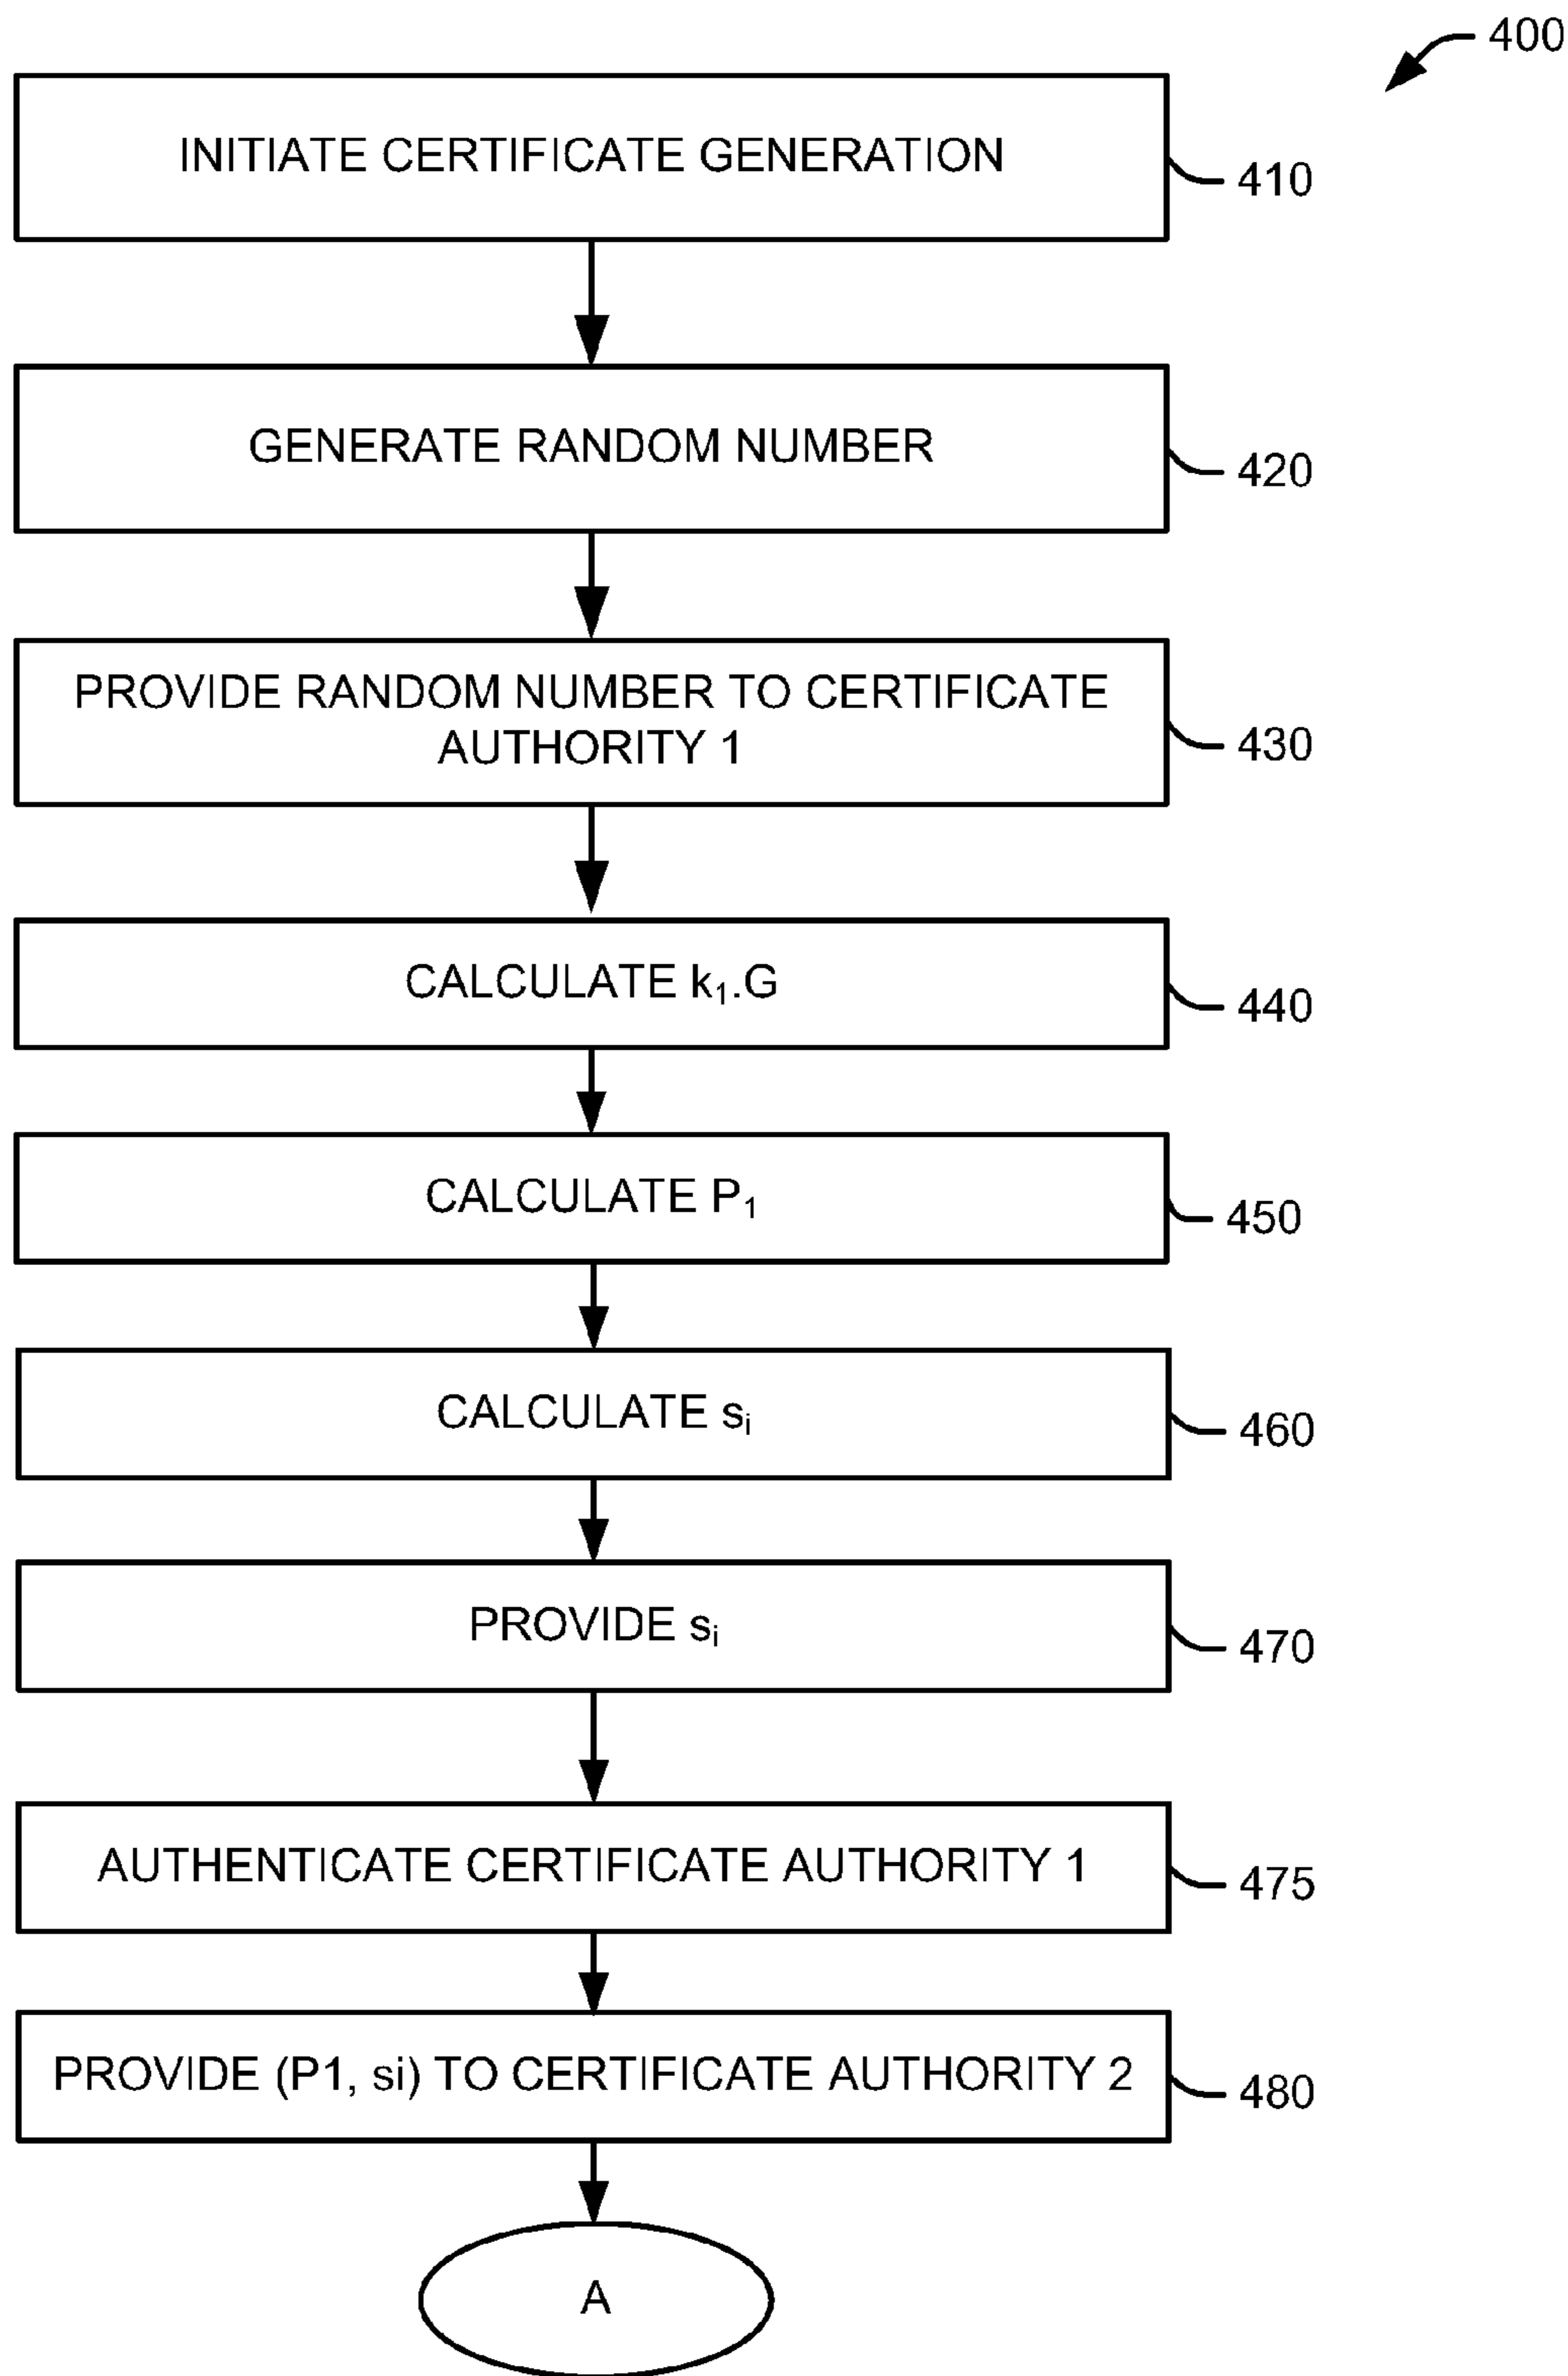 400
INITIATE CERTIFICATE GENERATION
410
GENERATE RANDOM NUMBER
420
PROVIDE RANDOM NUMBER TO CERTIFICATE
AUTHORITY 1
430
CALCULATE k₁.G
440
CALCULATE P₁
450
CALCULATE sᵢ
460
PROVIDE sᵢ
470
AUTHENTICATE CERTIFICATE AUTHORITY 1
475
PROVIDE (P1, si) TO CERTIFICATE AUTHORITY 2
480
A